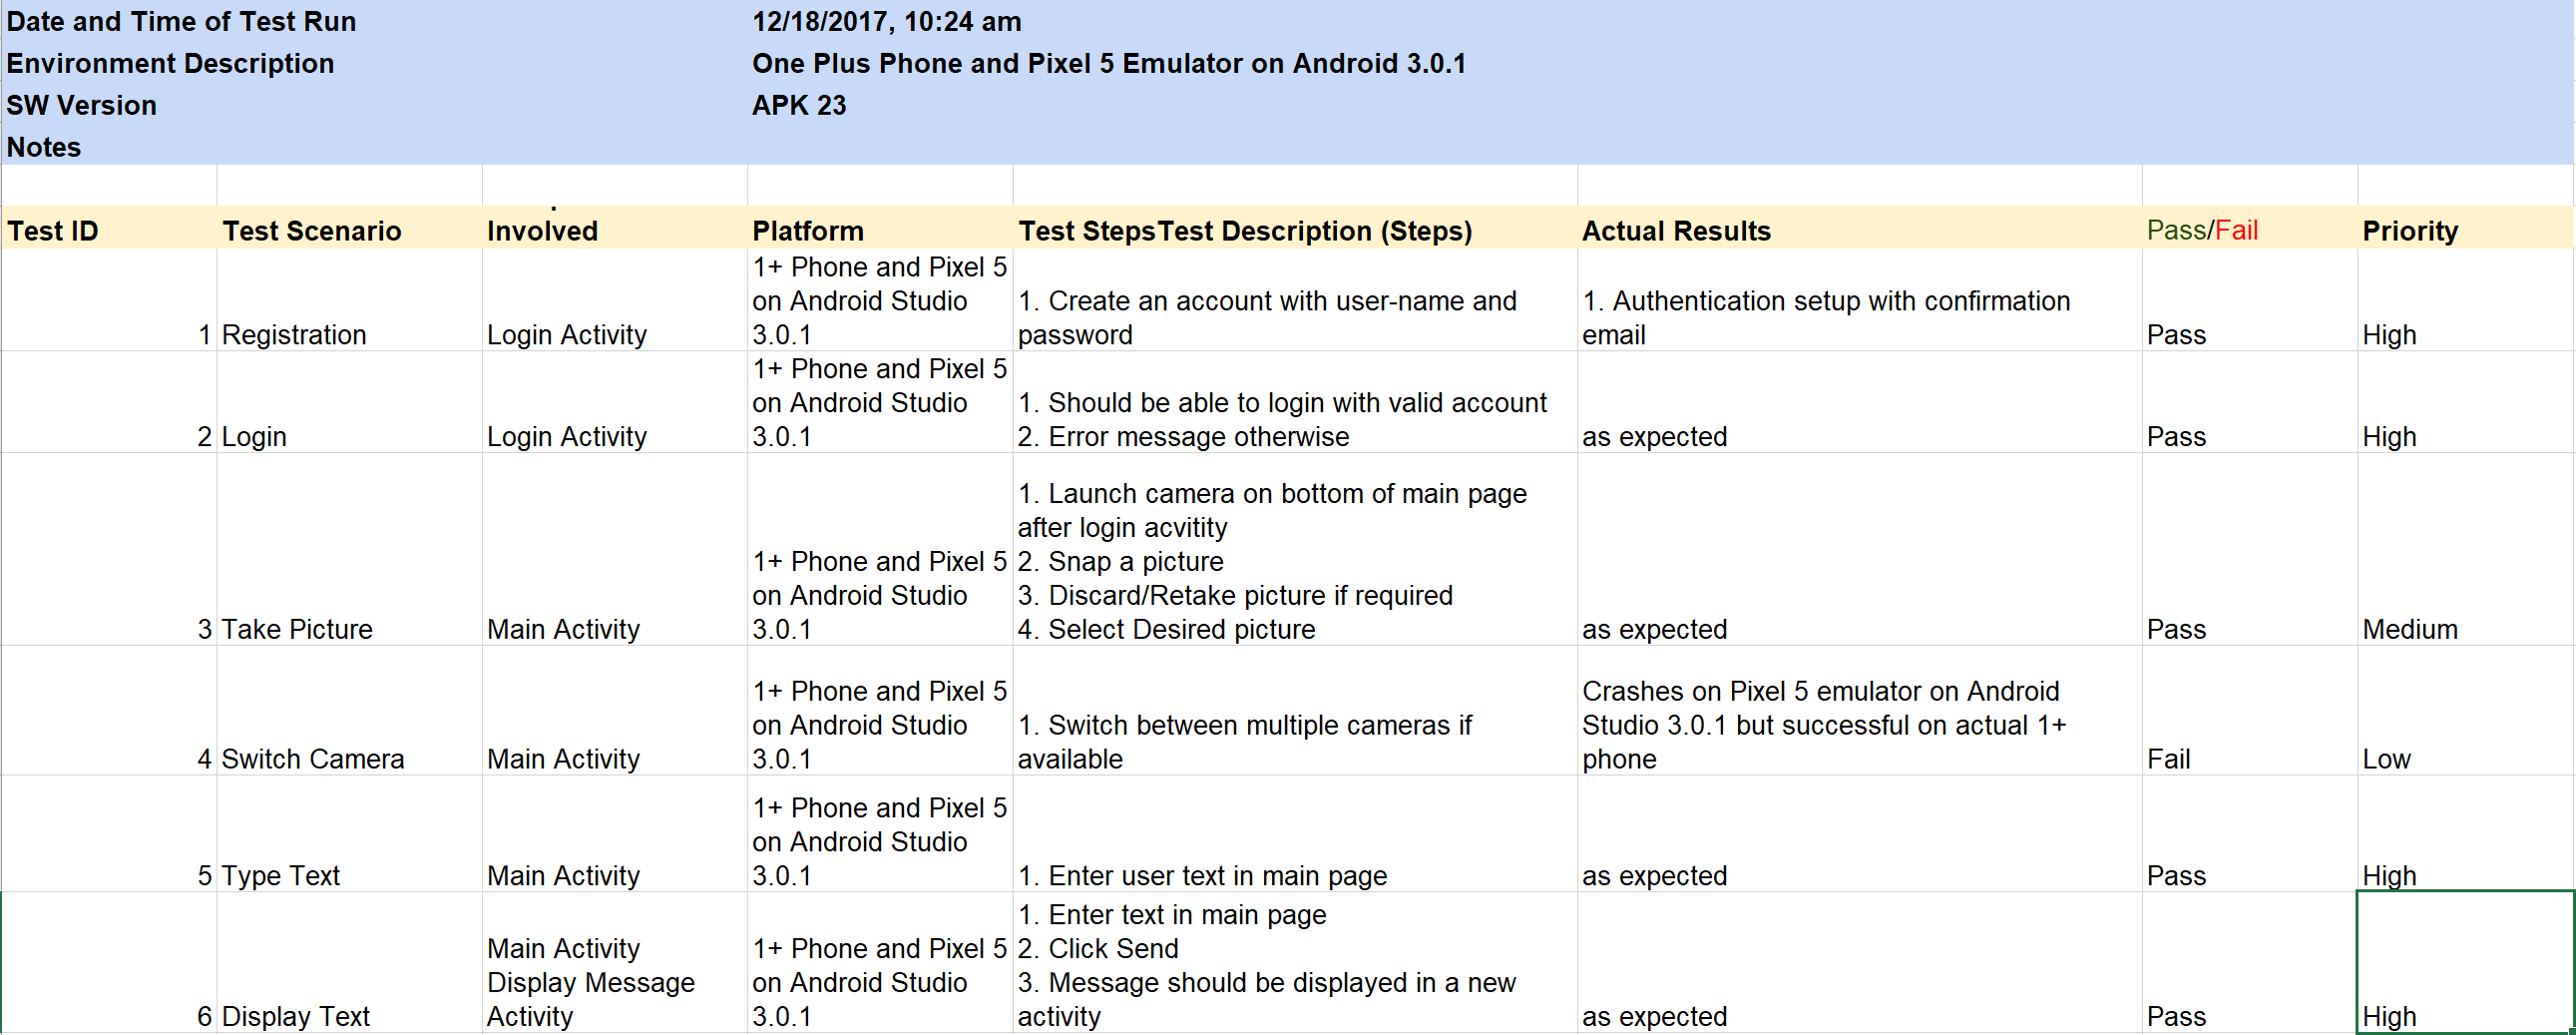 Date and Time of Test Run 12/18/2017, 10:24 am
Environment Description One Plus Phone and Pixel 5 Emulator on Android 3.0.1
SW Version APK 23
Notes
Test ID Test Scenario Involved Platform Test StepsTest Description (Steps) Actual Results Pass/Fail Priority
1 Registration Login Activity
1+ Phone and Pixel 5
on Android Studio
3.0.1
1. Create an account with user-name and
password
1. Authentication setup with confirmation
email
Pass High
2 Login Login Activity
1+ Phone and Pixel 5
on Android Studio
3.0.1
1. Should be able to login with valid account
2. Error message otherwise
as expected Pass High
3 Take Picture Main Activity
1+ Phone and Pixel 5
on Android Studio
3.0.1
1. Launch camera on bottom of main page
after login acvitity
2. Snap a picture
3. Discard/Retake picture if required
4. Select Desired picture
as expected Pass Medium
4 Switch Camera Main Activity
1+ Phone and Pixel 5
on Android Studio
3.0.1
1. Switch between multiple cameras if
available
Crashes on Pixel 5 emulator on Android
Studio 3.0.1 but successful on actual 1+
phone
Fail Low
5 Type Text Main Activity
1+ Phone and Pixel 5
on Android Studio
3.0.1
1. Enter user text in main page
as expected Pass High
6 Display Text
Main Activity
Display Message
Activity
1+ Phone and Pixel 5
on Android Studio
3.0.1
1. Enter text in main page
2. Click Send
3. Message should be displayed in a new
activity
as expected Pass High